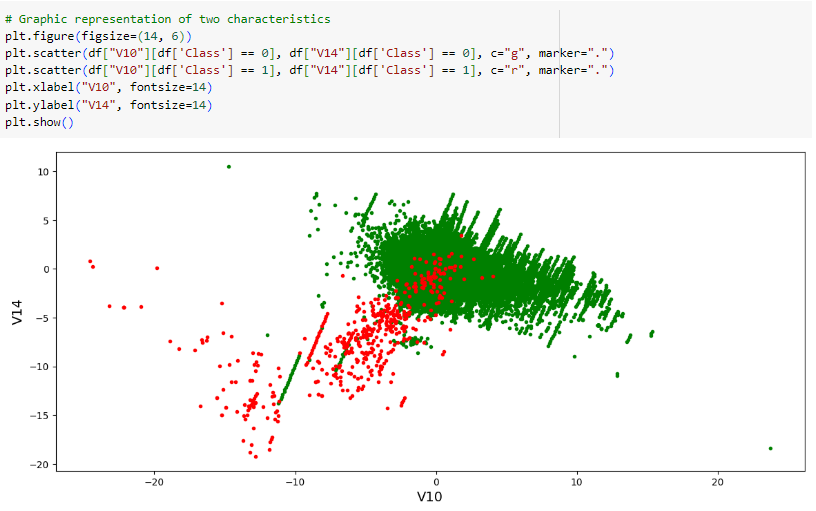 # Graphic representation of two characteristics
plt.figure(figsize=(14, 6))
plt.scatter(df["V10"][df['Class'] == 0], df["V14"][df['Class'] == 0], c="g", marker=".")
plt.scatter(df["V10"][df['Class'] == 1], df["V14"][df['Class'] == 1], c="r", marker=".")
plt.xlabel("V10", fontsize=14)
plt.ylabel("V14", fontsize=14)
plt.show()
10
5
0
−5
−10
−15
−20
V14
−20 −10 0 10 20
V10